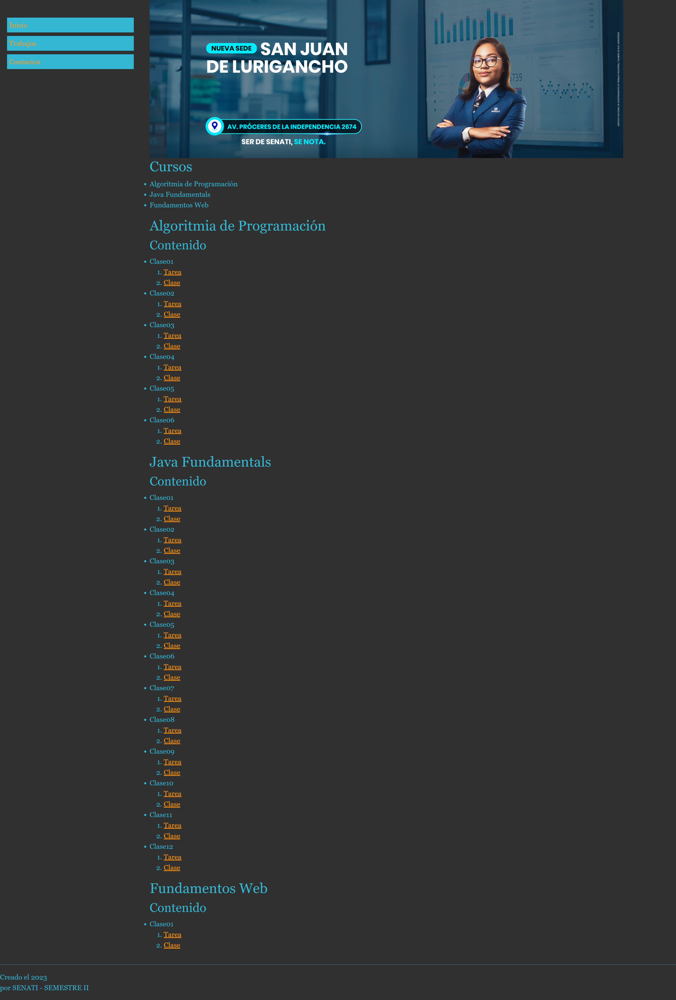 Inicio
Trabajos
Contactos
NUEVA SEDE SAN JUAN
DE LURIGANCHO
5739
SENATI
AV. PRÓCERES DE LA INDEPENDENCIA 2674
SER DE SENATI, SE NOTA.
Cursos
Algoritmia de Programación
Java Fundamentals
Fundamentos Web
Algoritmia de Programación
Contenido
Clase01
1. Tarea
2. Clase
Clase02
1. Tarea
2. Clase
Clase03
1. Tarea
2. Clase
Clase04
1. Tarea
2. Clase
Clase05
1. Tarea
2. Clase
Clase06
1. Tarea
2. Clase
Java Fundamentals
Contenido
Clase01
1. Tarea
2. Clase
Clase02
1. Tarea
2. Clase
Clase03
1. Tarea
2. Clase
Clase04
1. Tarea
2. Clase
Clase05
1. Tarea
2. Clase
Clase06
1. Tarea
2. Clase
Clase07
1. Tarea
2. Clase
Clase08
1. Tarea
2. Clase
Clase09
1. Tarea
2. Clase
Clase10
1. Tarea
2. Clase
Clase11
1. Tarea
2. Clase
Clase12
1. Tarea
2. Clase
Fundamentos Web
Contenido
Clase01
1. Tarea
2. Clase
Creado el 2023
por SENATI - SEMESTRE II